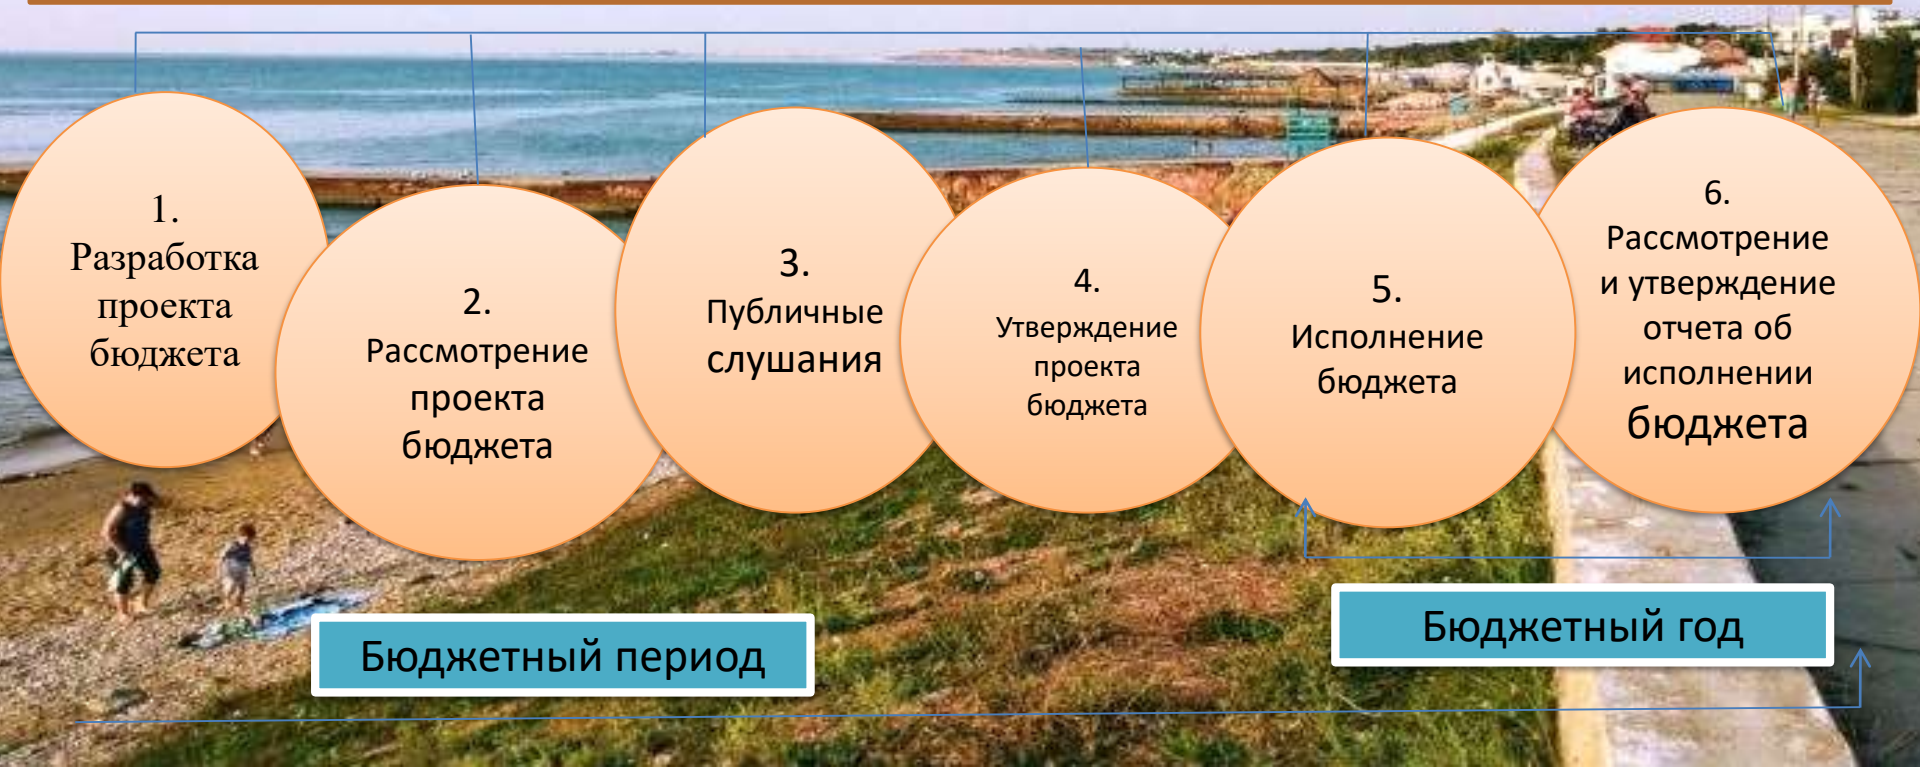 1.
Разработка
проекта
бюджета
2.
Рассмотрение
проекта
бюджета
3.
Публичные
слушания
4.
Утверждение
проекта
бюджета
5.
Исполнение
бюджета
6.
Рассмотрение
и утверждение
отчета об
исполнении
бюджета
Бюджетный период
Бюджетный год